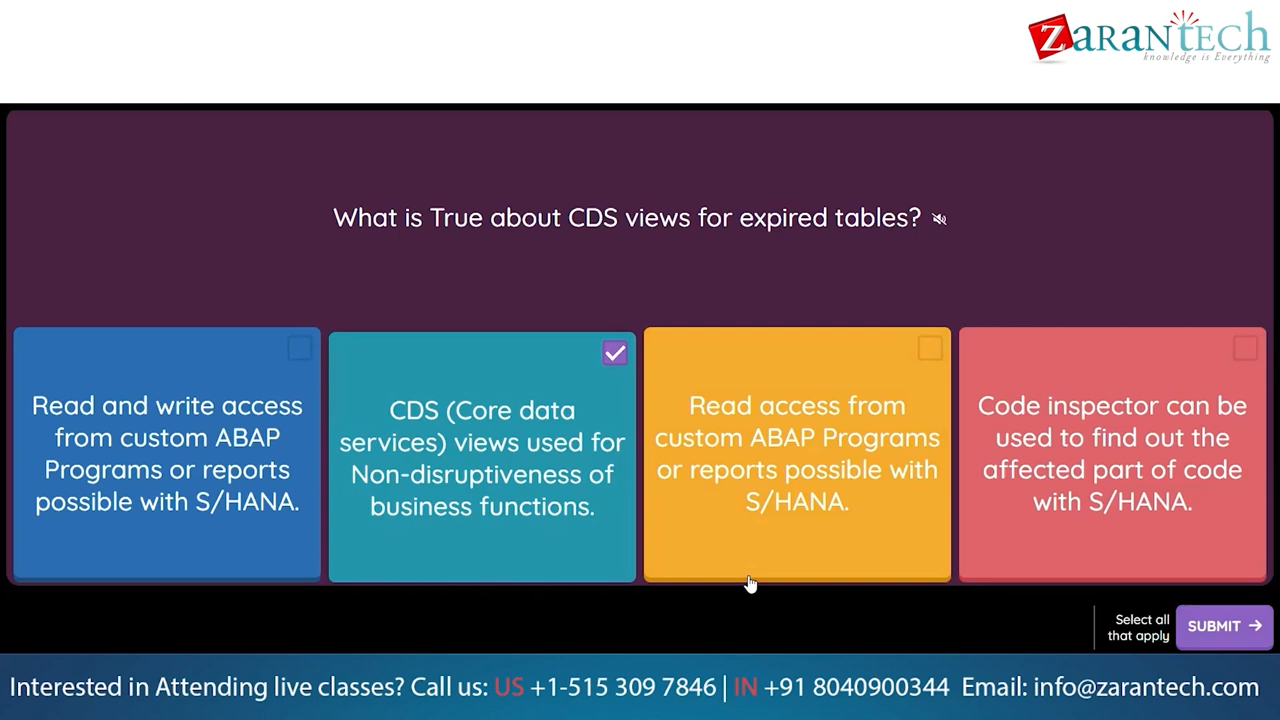 ZARANTECH
knowledge is Everything
What is True about CDS views for expired tables?
Read and write access
from custom ABAP
Programs or reports
possible with S/HANA.
CDS (Core data
services) views used for
Non-disruptiveness of
business functions.
Read access from
custom ABAP Programs
or reports possible with
S/HANA.
Code inspector can be
used to find out the
affected part of code
with S/HANA.
Select all
that apply
SUBMIT
Interested in Attending live classes? Call us: US +1-515 309 7846 | IN +91 8040900344 Email: info@zarantech.com